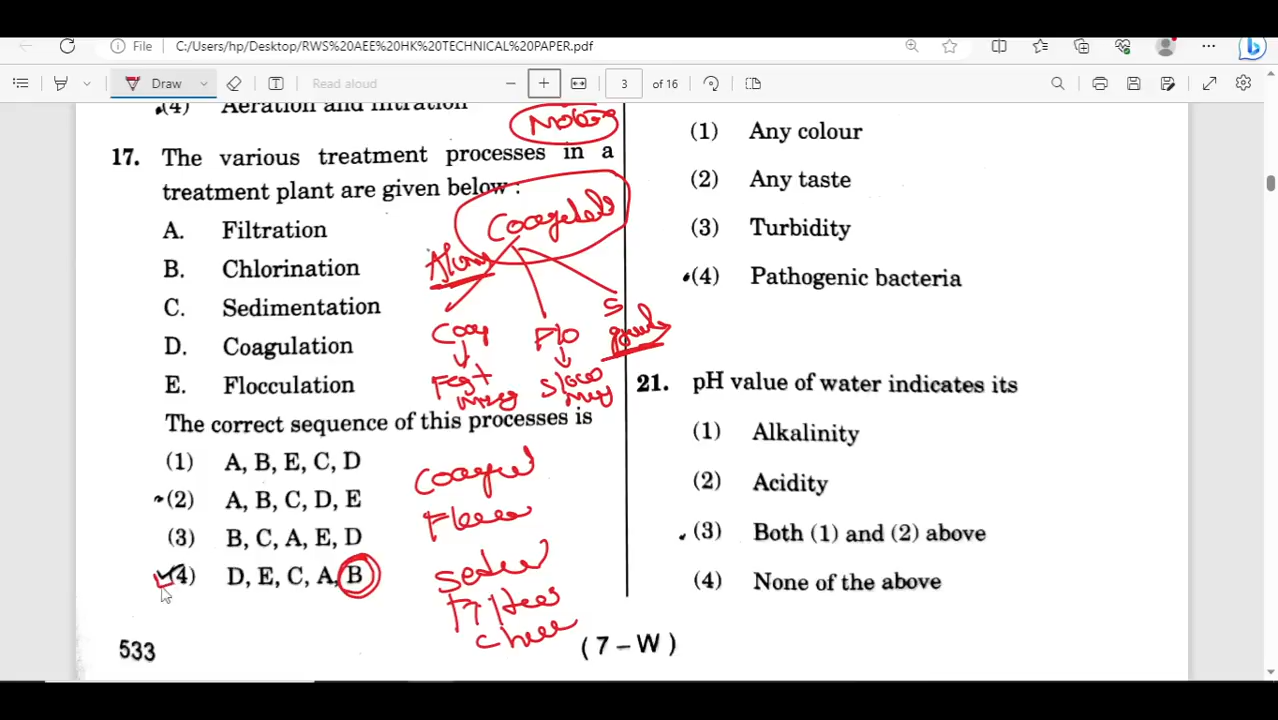 File
C:/Users/hp/Desktop/RWS%20AEE%20HK%20TECHNICAL%20PAPER.pdf
Draw
Read aloud
3
of 16
(4) Aeration and filtration
17. The various treatment processes in a
treatment plant are given below :
A. Filtration
B. Chlorination
C. Sedimentation
D. Coagulation
E. Flocculation
The correct sequence of this processes is
(1) A, B, E, C, D
(2) A, B, C, D, E
(3) B, C, A, E, D
(4) D, E, C, A, B
Alum
Flo
S
533
(1) Any colour
(2) Any taste
(3) Turbidity
(4) Pathogenic bacteria
21. pH value of water indicates its
(1) Alkalinity
(2) Acidity
(3) Both (1) and (2) above
(4) None of the above
( 7 – W )